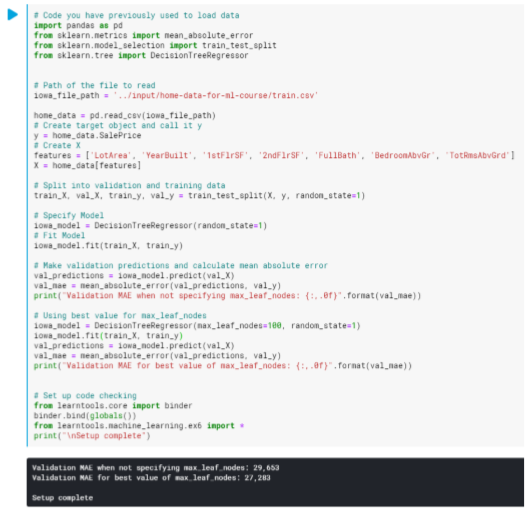 # Code you have previously used to load data
import pandas as pd
from sklearn.metrics import mean_absolute_error
from sklearn.model_selection import train_test_split
from sklearn.tree import DecisionTreeRegressor
# Path of the file to read
iowa_file_path = '../input/home-data-for-ml-course/train.csv'
home_data = pd.read_csv(iowa_file_path)
# Create target object and call it y
y = home_data.SalePrice
# Create X
features = ['LotArea', 'YearBuilt', '1stFlrSF', '2ndFlrSF', 'FullBath', 'BedroomAbvGr', 'TotRmsAbvGrd']
X = home_data[features]
# Split into validation and training data
train_X, val_X, train_y, val_y = train_test_split(X, y, random_state=1)
# Specify Model
iowa_model = DecisionTreeRegressor(random_state=1)
# Fit Model
iowa_model.fit(train_X, train_y)
# Make validation predictions and calculate mean absolute error
val_predictions = iowa_model.predict(val_X)
val_mae = mean_absolute_error(val_predictions, val_y)
print("Validation MAE when not specifying max_leaf_nodes: {:,.0f}".format(val_mae))
# Using best value for max_leaf_nodes
iowa_model = DecisionTreeRegressor(max_leaf_nodes=100, random_state=1)
iowa_model.fit(train_X, train_y)
val_predictions = iowa_model.predict(val_X)
val_mae = mean_absolute_error(val_predictions, val_y)
print("Validation MAE for best value of max_leaf_nodes: {:,.0f}".format(val_mae))
# Set up code checking
from learntools.core import binder
binder.bind(globals())
from learntools.machine_learning.ex6 import *
print("\nSetup complete")
Validation MAE when not specifying max_leaf_nodes: 29,653
Validation MAE for best value of max_leaf_nodes: 27,283
Setup complete